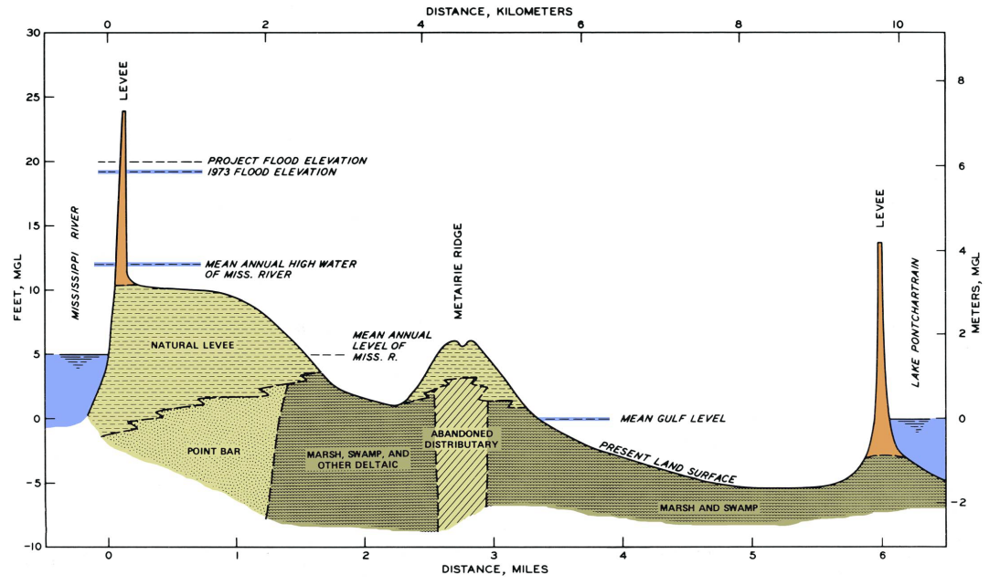 DISTANCE, KILOMETERS
0 2 4 6 8 10
30
25
20
15
10
5
0
-5
-10
FEET, MGL
LEVEE
PROJECT FLOOD ELEVATION
1973 FLOOD ELEVATION
MISSISSIPPI RIVER
MEAN ANNUAL HIGH WATER
OF MISS. RIVER
NATURAL LEVEE
MEAN ANNUAL
LEVEL OF
MISS. R.
METAIRIE RIDGE
MEAN GULF LEVEL
POINT BAR
MARSH, SWAMP, AND
OTHER DELTAIC
ABANDONED
DISTRIBUTARY
PRESENT LAND SURFACE
MARSH AND SWAMP
LEVEE
LAKE PONTCHARTRAIN
8
6
4
2
0
-2
METERS, MGL
0 1 2 3 4 5 6
DISTANCE, MILES